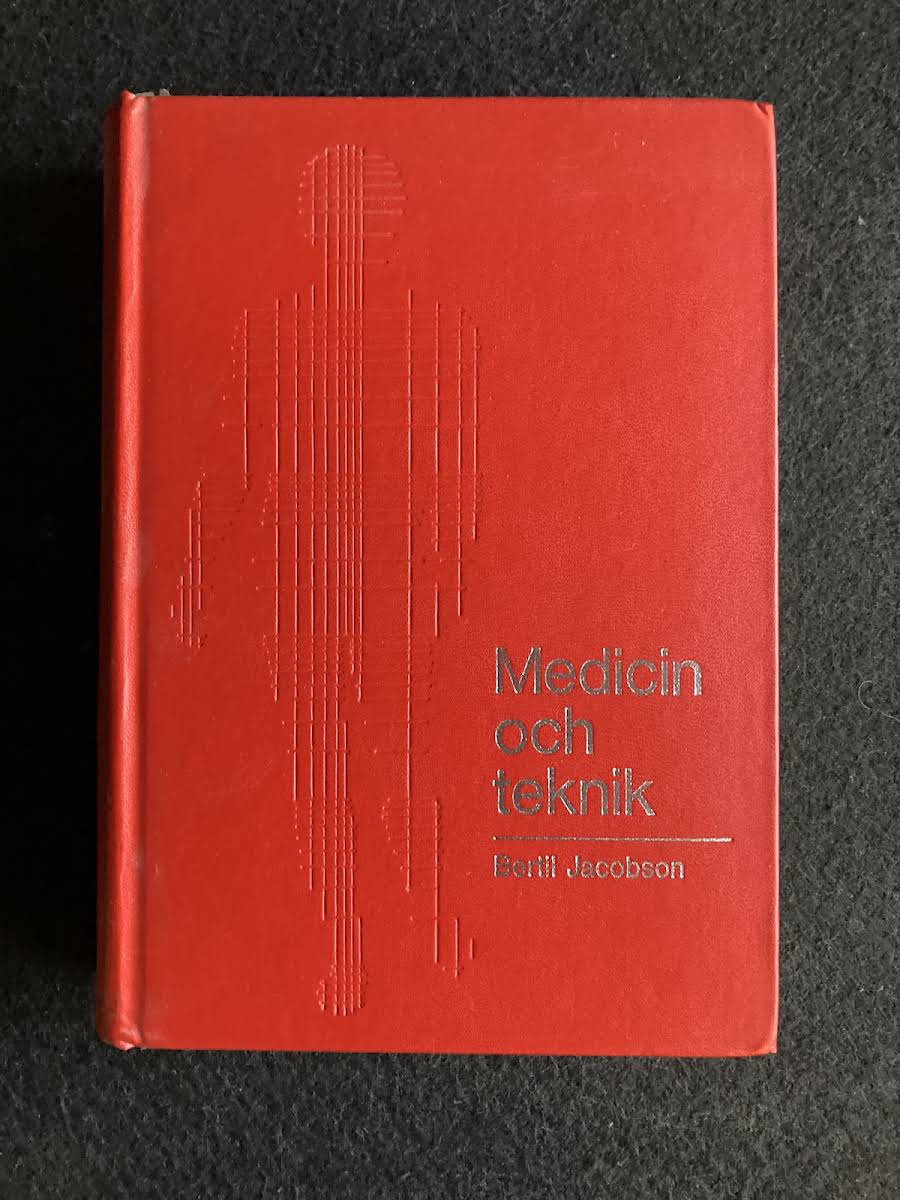 Medicin
och
teknik
Bertil Jacobson